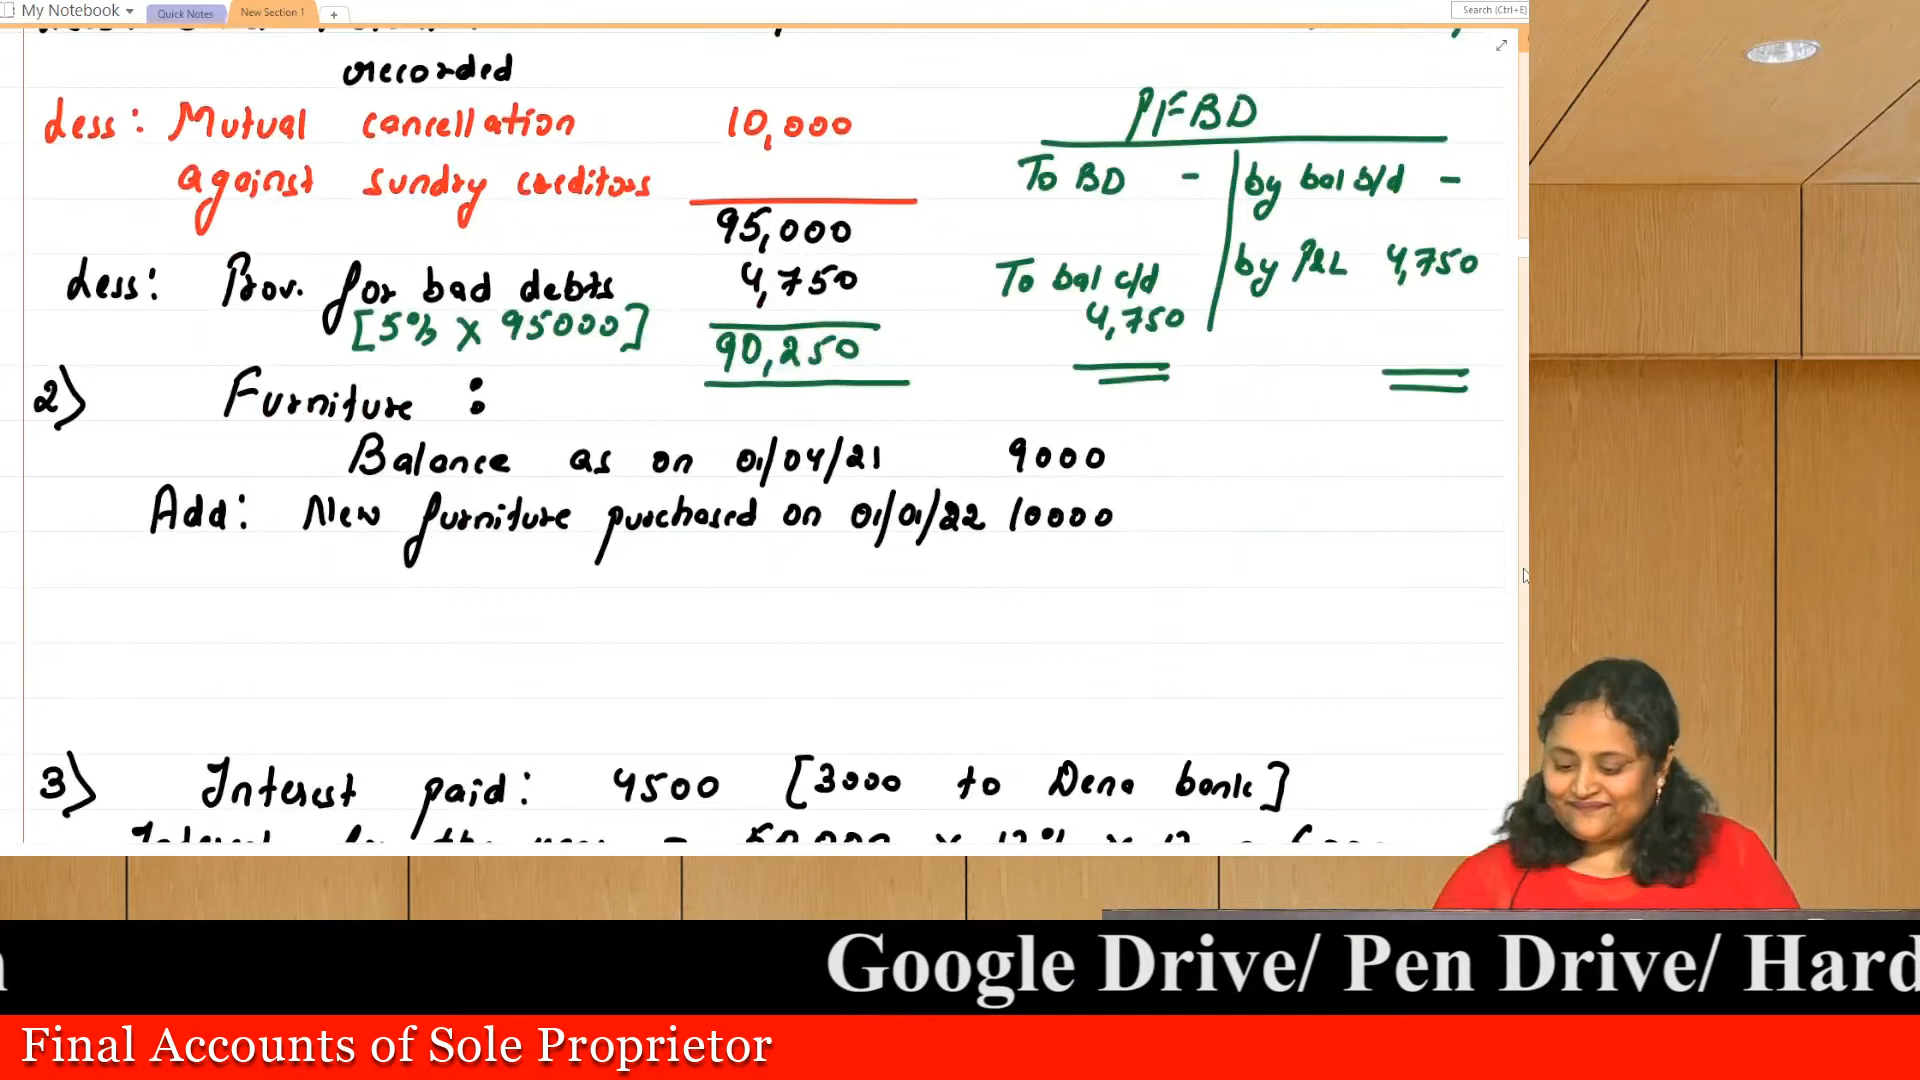 My Notebook
Quick Notes
New Section 1
+
Search (Ctrl+E)
recorded
Less: Mutual cancellation 10,000
against sundry creditors
95,000
Less: Prov. for bad debts 4,750
[5% x 95000]
90,250
PFBD
To BD - by bal b/d -
by P&L 4,750
To bal c/d
4,750
2) Furniture :
Balance as on 01/04/21 9000
Add: New furniture purchased on 01/01/22 10000
3) Interest paid: 4500 [3000 to Dena bank]
Google Drive/ Pen Drive/ Hard
Final Accounts of Sole Proprietor